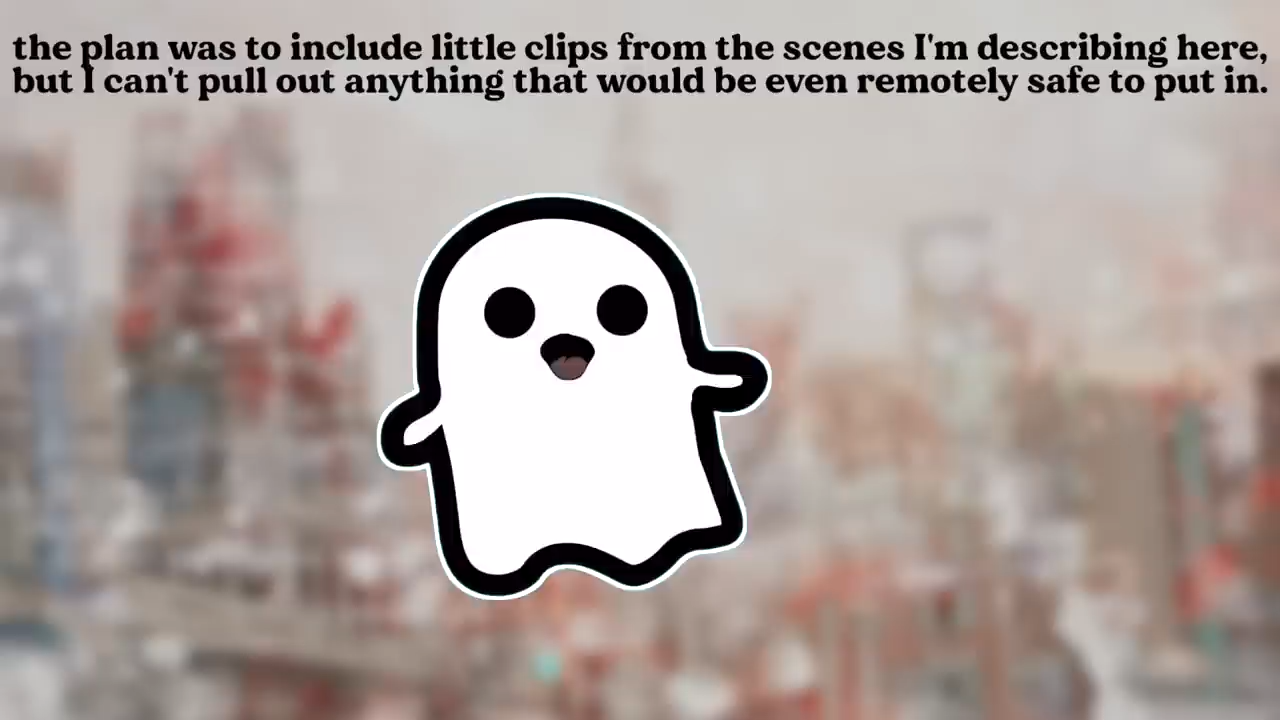 the plan was to include little clips from the scenes I'm describing here,
but I can't pull out anything that would be even remotely safe to put in.